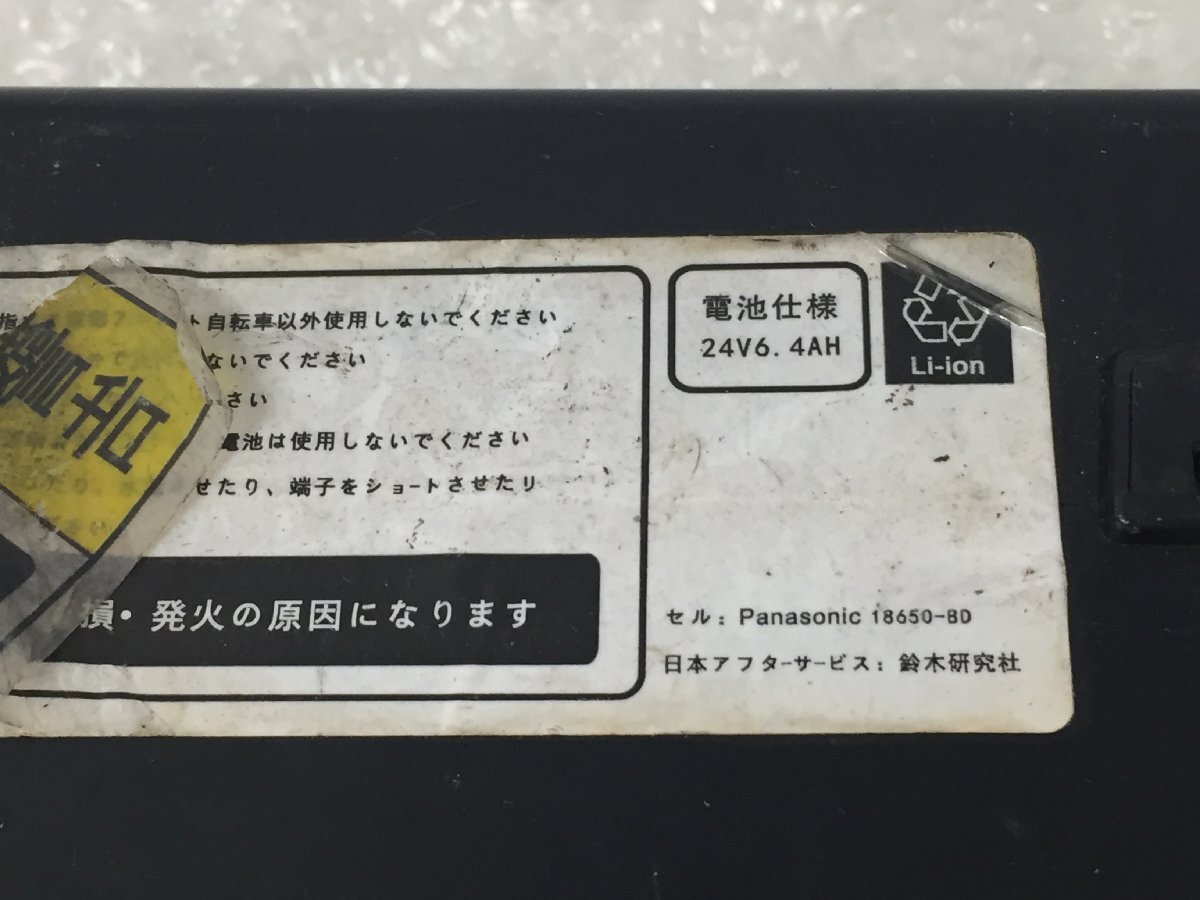 ト自転車以外使用しないでください
ないでください
さい
電池は使用しないでください
せたり、端子をショートさせたり
損・発火の原因になります
警告
電池仕様
24V6.4AH
Li-ion
セル: Panasonic 18650-BD
日本アフターサービス: 鈴木研究社